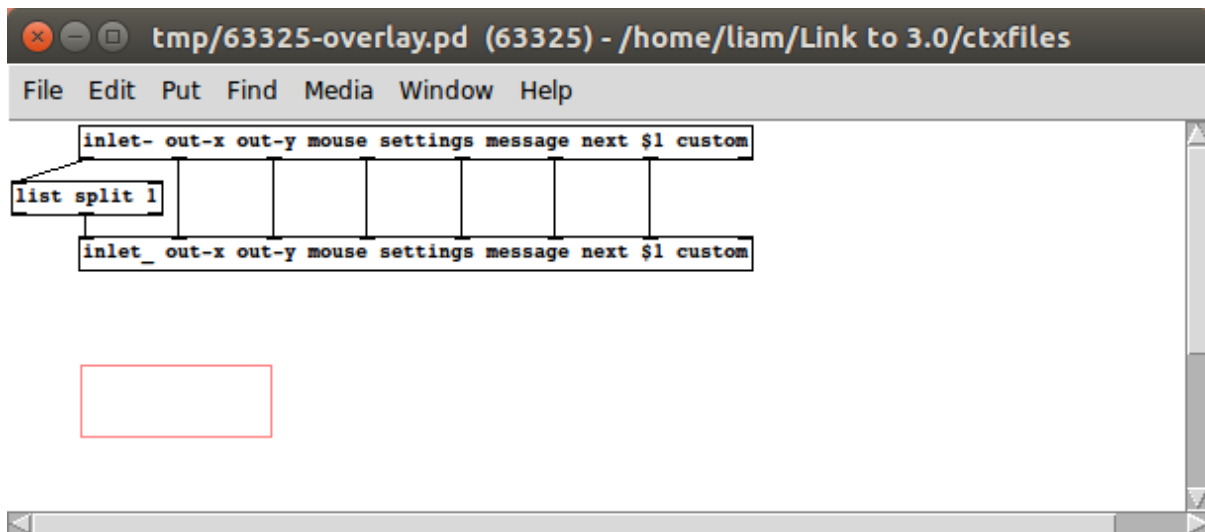 tmp/63325-overlay.pd (63325) - /home/liam/Link to 3.0/ctxfiles
File Edit Put Find Media Window Help
inlet- out-x out-y mouse settings message next $1 custom
list split 1
inlet_ out-x out-y mouse settings message next $1 custom